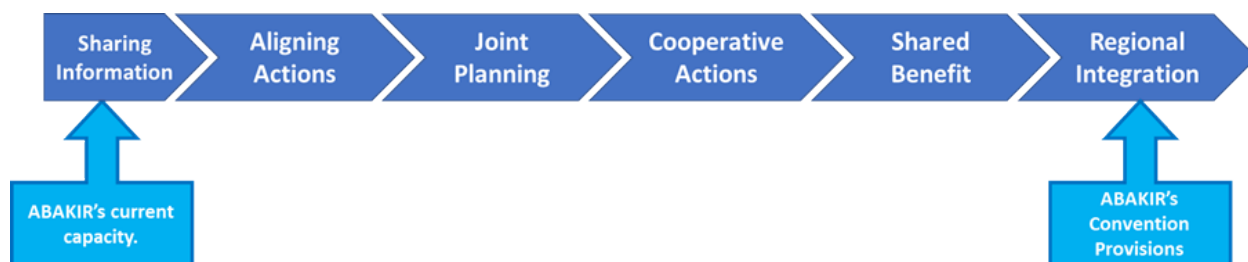 Sharing
Information
Aligning
Actions
Joint
Planning
Cooperative
Actions
Shared
Benefit
Regional
Integration
ABAKIR's current
capacity.
ABAKIR's
Convention
Provisions